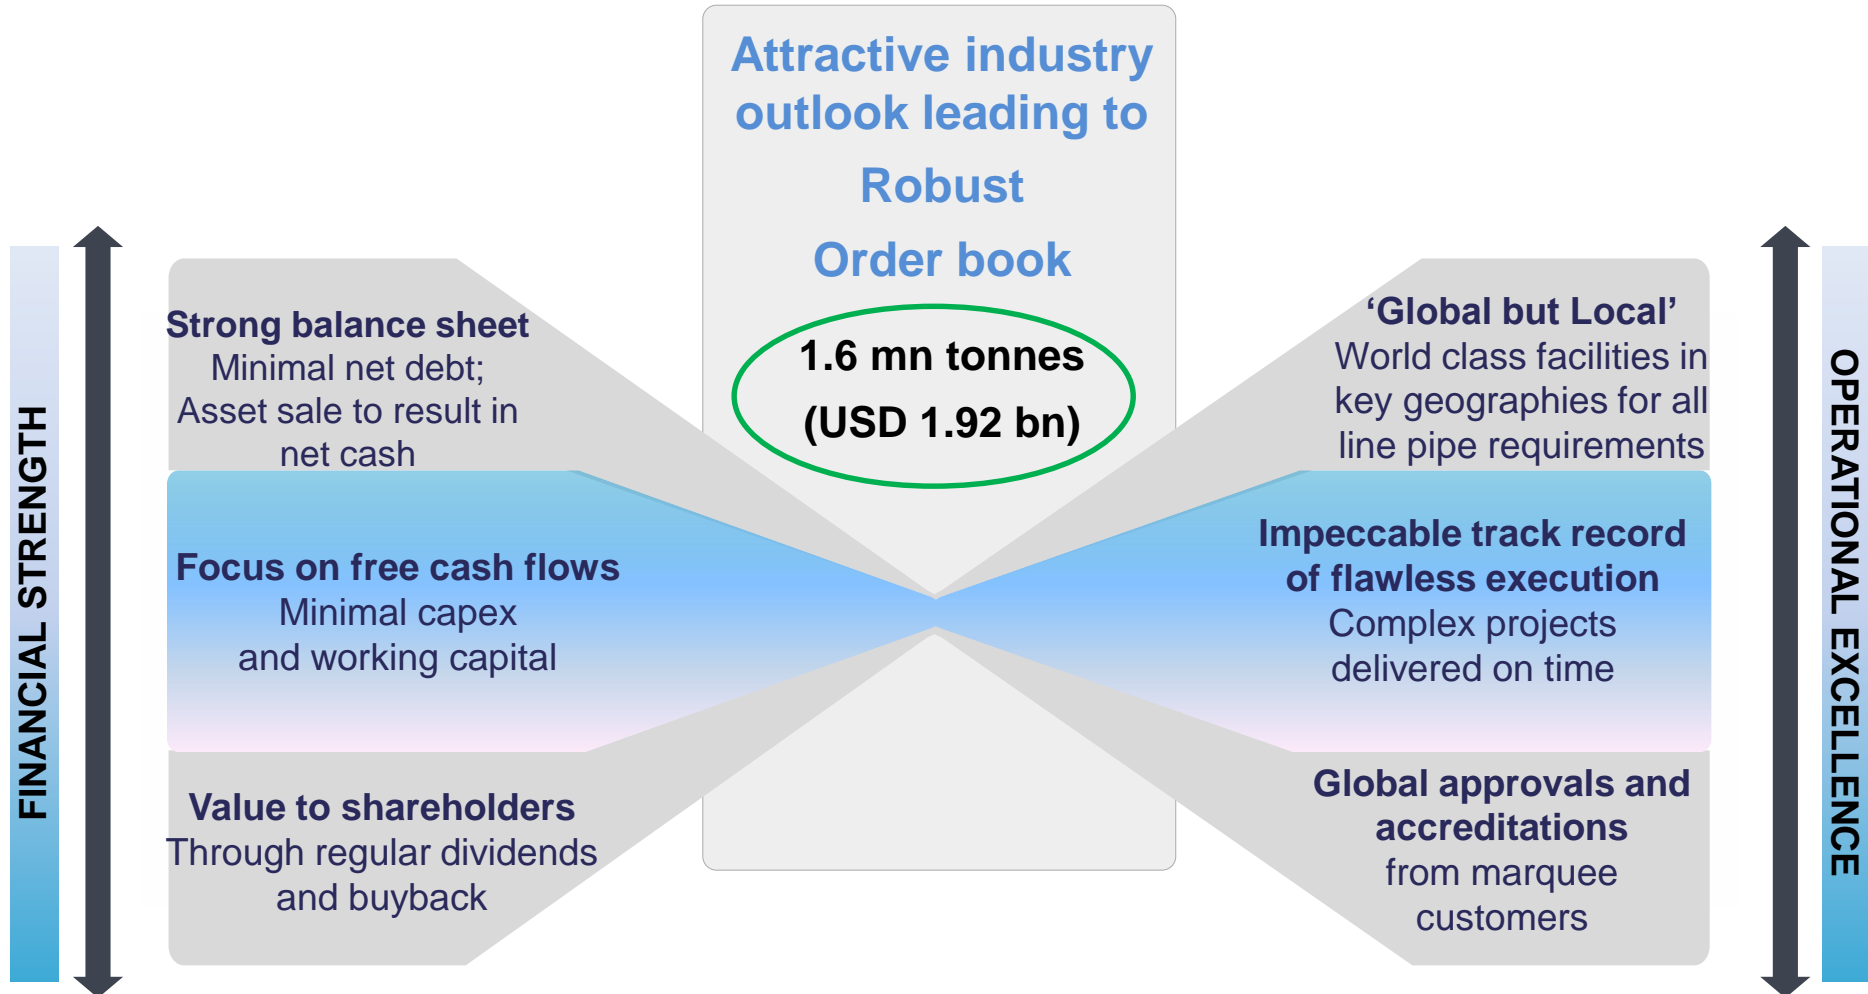 Attractive industry
outlook leading to
Robust
Order book
1.6 mn tonnes
(USD 1.92 bn)
FINANCIAL STRENGTH
Strong balance sheet
Minimal net debt;
Asset sale to result in
net cash
Focus on free cash flows
Minimal capex
and working capital
Value to shareholders
Through regular dividends
and buyback
‘Global but Local’
World class facilities in
key geographies for all
line pipe requirements
Impeccable track record
of flawless execution
Complex projects
delivered on time
Global approvals and
accreditations
from marquee
customers
OPERATIONAL EXCELLENCE